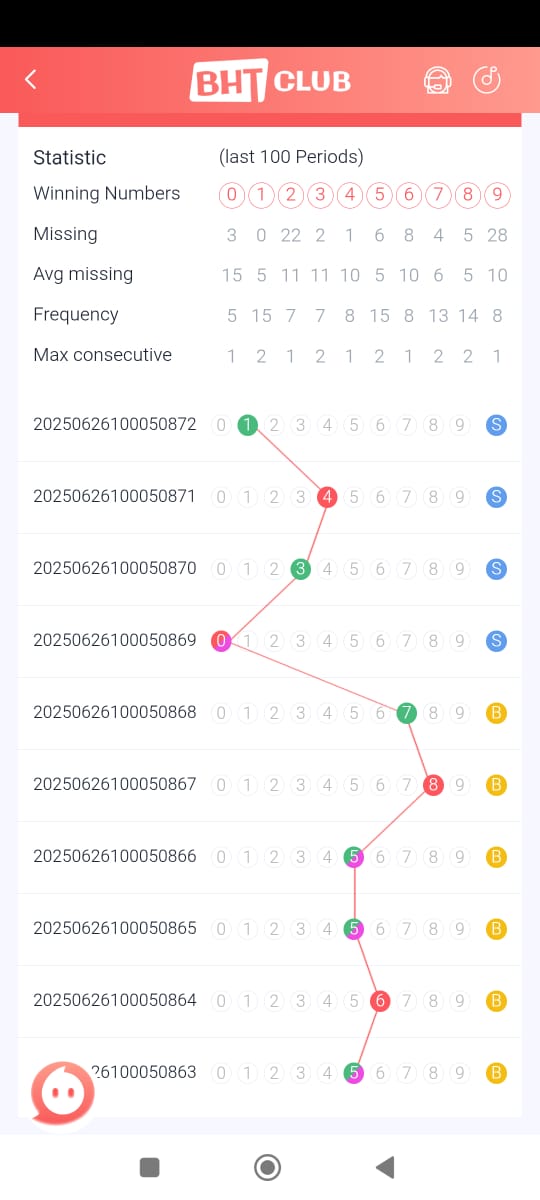 BHT CLUB
Statistic (last 100 Periods)
Winning Numbers 0 1 2 3 4 5 6 7 8 9
Missing 3 0 22 2 1 6 8 4 5 28
Avg missing 15 5 11 11 10 5 10 6 5 10
Frequency 5 15 7 7 8 15 8 13 14 8
Max consecutive 1 2 1 2 1 2 1 2 2 1
20250626100050872 0 1 2 3 4 5 6 7 8 9 S
20250626100050871 0 1 2 3 4 5 6 7 8 9 S
20250626100050870 0 1 2 3 4 5 6 7 8 9 S
20250626100050869 0 1 2 3 4 5 6 7 8 9 S
20250626100050868 0 1 2 3 4 5 6 7 8 9 B
20250626100050867 0 1 2 3 4 5 6 7 8 9 B
20250626100050866 0 1 2 3 4 5 6 7 8 9 B
20250626100050865 0 1 2 3 4 5 6 7 8 9 B
20250626100050864 0 1 2 3 4 5 6 7 8 9 B
26100050863 0 1 2 3 4 5 6 7 8 9 B